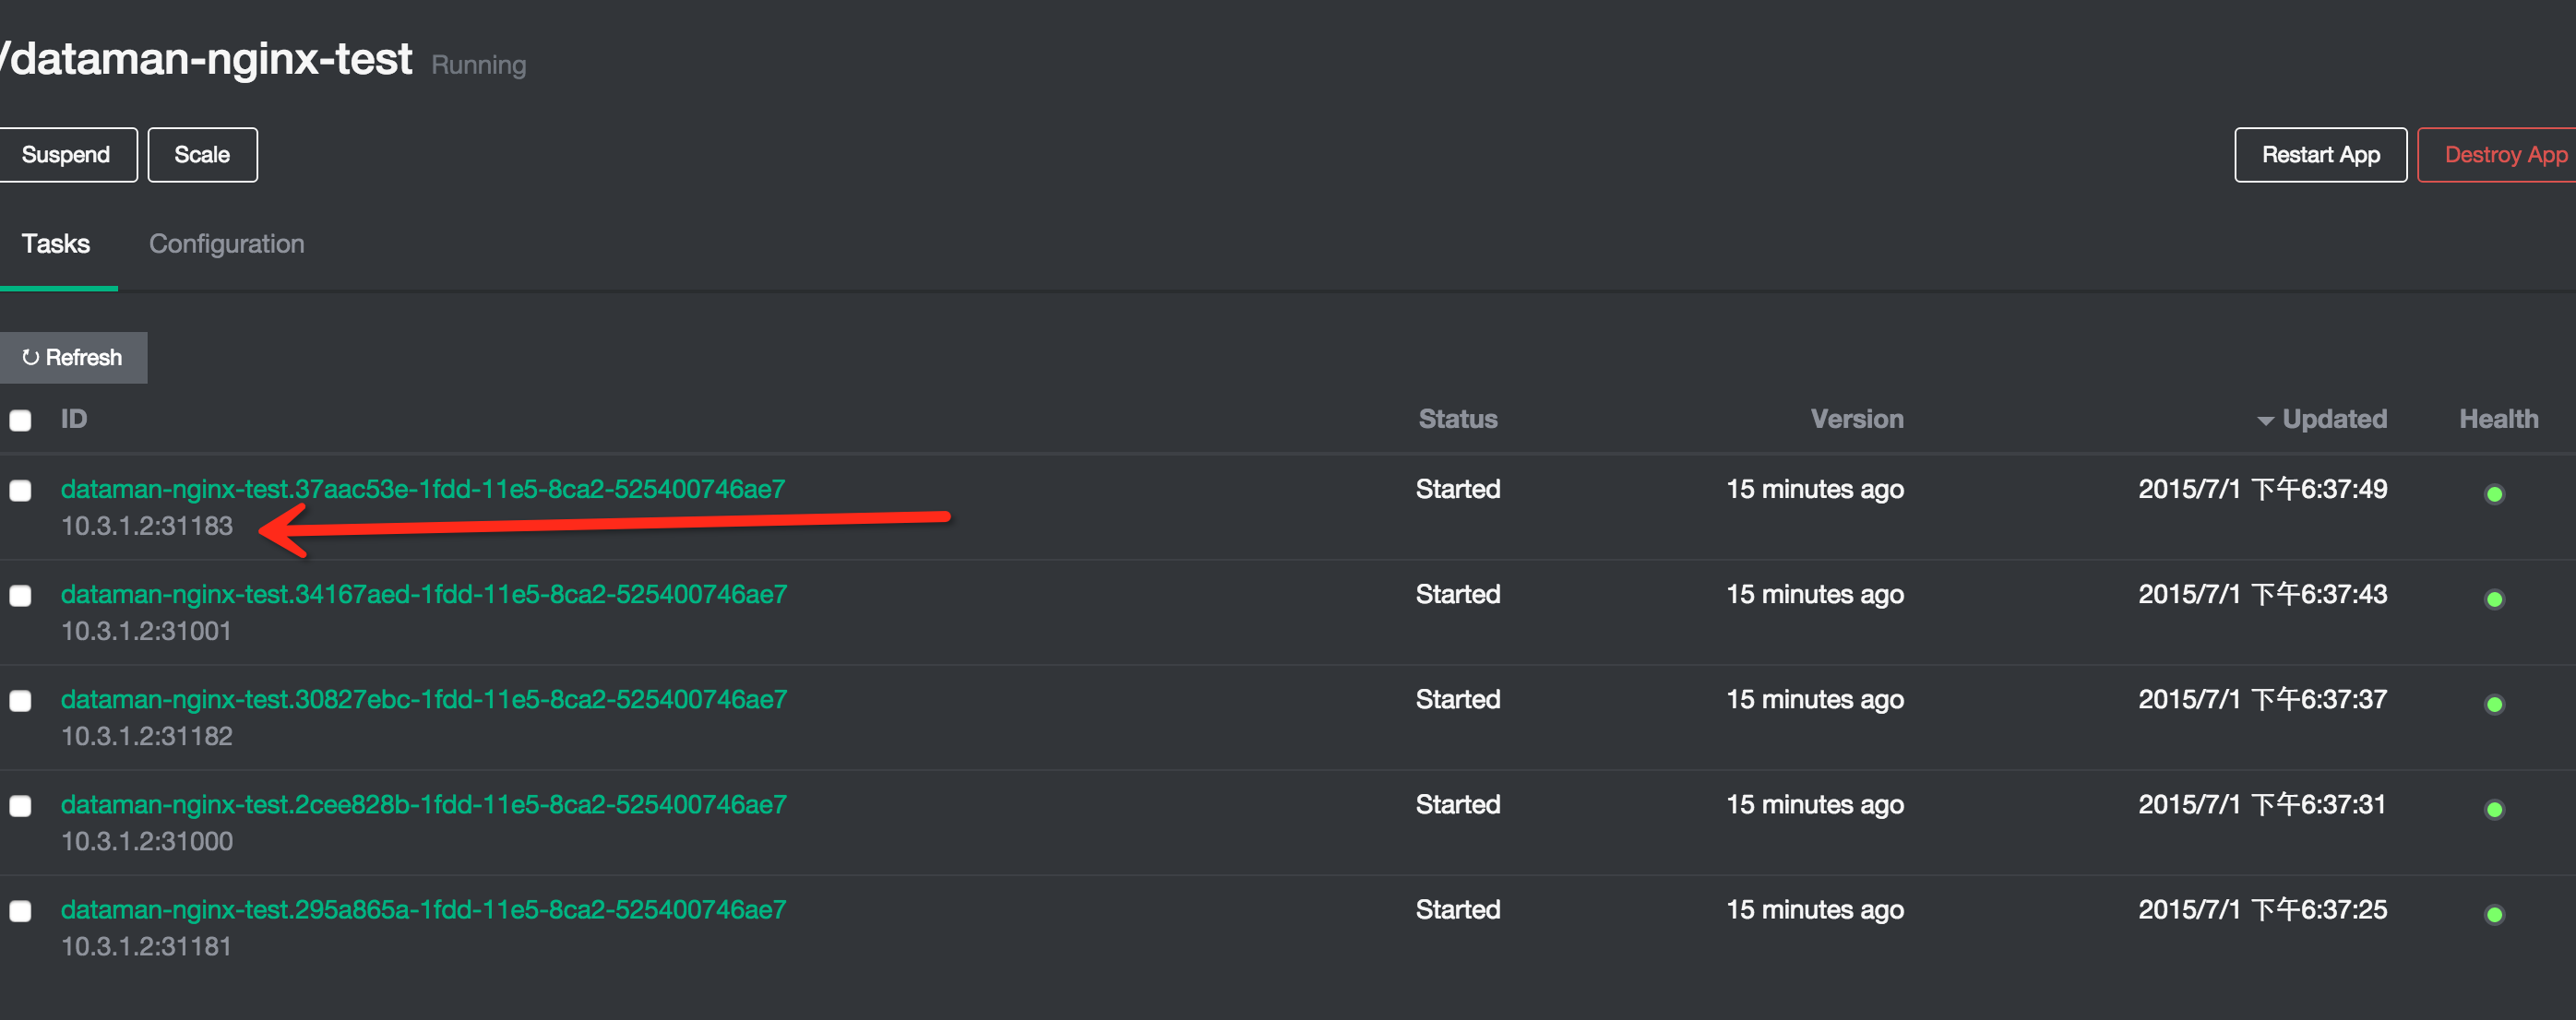 /dataman-nginx-test Running
Suspend Scale Restart App Destroy App
Tasks Configuration
Refresh
ID Status Version Updated Health
dataman-nginx-test.37aac53e-1fdd-11e5-8ca2-525400746ae7 Started 15 minutes ago 2015/7/1 下午6:37:49
10.3.1.2:31183
dataman-nginx-test.34167aed-1fdd-11e5-8ca2-525400746ae7 Started 15 minutes ago 2015/7/1 下午6:37:43
10.3.1.2:31001
dataman-nginx-test.30827ebc-1fdd-11e5-8ca2-525400746ae7 Started 15 minutes ago 2015/7/1 下午6:37:37
10.3.1.2:31182
dataman-nginx-test.2cee828b-1fdd-11e5-8ca2-525400746ae7 Started 15 minutes ago 2015/7/1 下午6:37:31
10.3.1.2:31000
dataman-nginx-test.295a865a-1fdd-11e5-8ca2-525400746ae7 Started 15 minutes ago 2015/7/1 下午6:37:25
10.3.1.2:31181